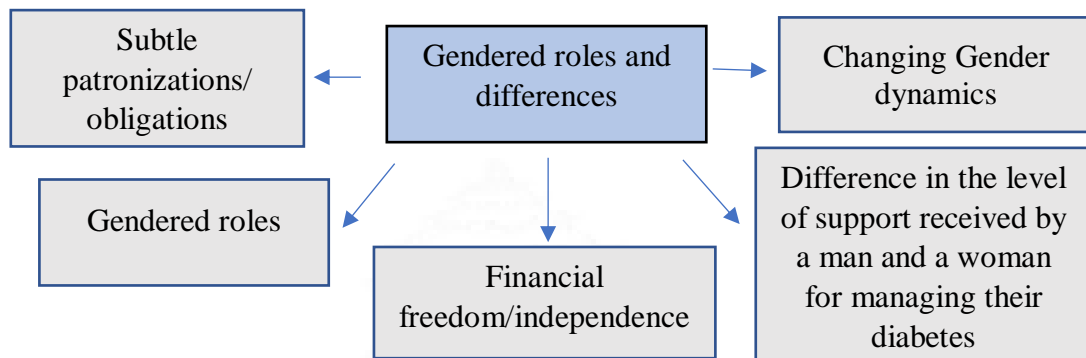 Subtle
patronizations/
obligations
Gendered roles and
differences
Changing Gender
dynamics
Gendered roles
Financial
freedom/independence
Difference in the level
of support received by
a man and a woman
for managing their
diabetes